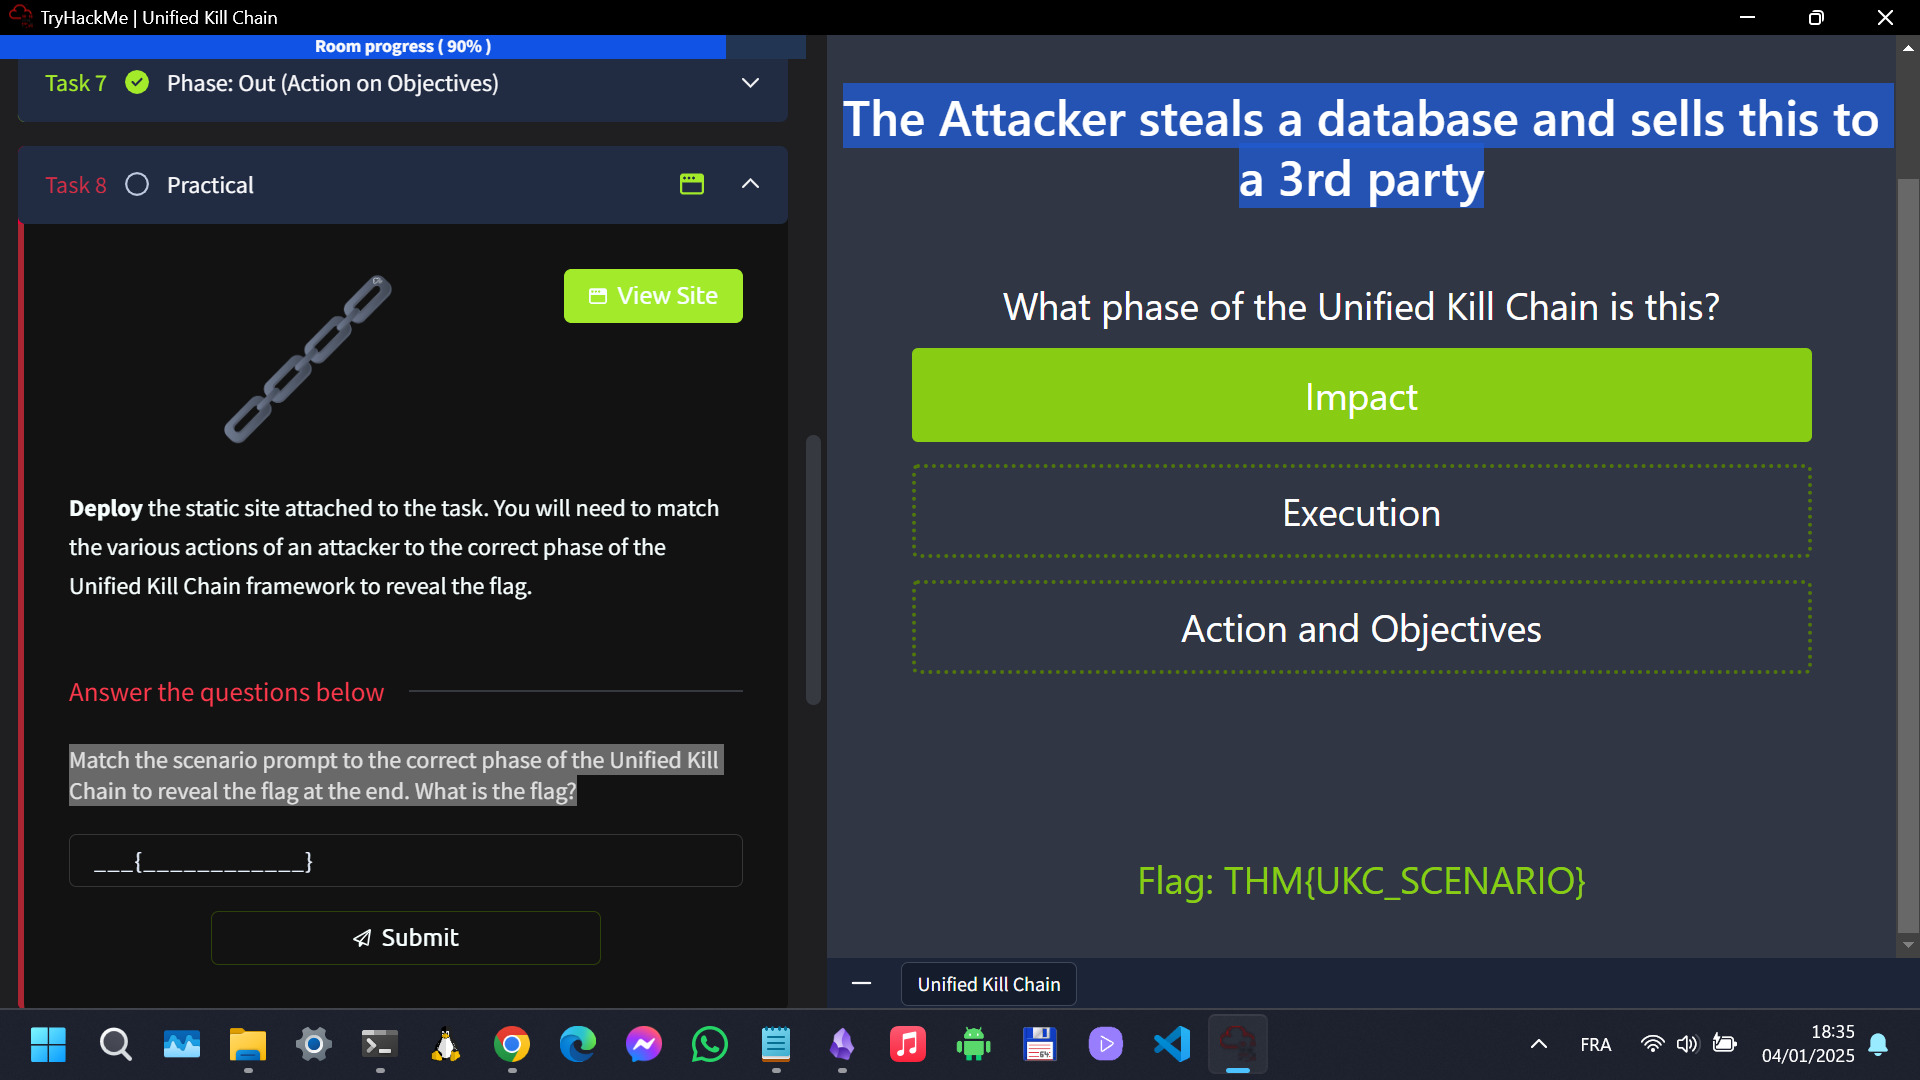 TryHackMe | Unified Kill Chain
Room progress ( 90% )
Task 7
Phase: Out (Action on Objectives)
Task 8
Practical
View Site
Deploy the static site attached to the task. You will need to match
the various actions of an attacker to the correct phase of the
Unified Kill Chain framework to reveal the flag.
Answer the questions below
Match the scenario prompt to the correct phase of the Unified Kill
Chain to reveal the flag at the end. What is the flag?
___{____________}
Submit
The Attacker steals a database and sells this to
a 3rd party
What phase of the Unified Kill Chain is this?
Impact
Execution
Action and Objectives
Flag: THM{UKC_SCENARIO}
Unified Kill Chain
64
FRA
18:35
04/01/2025